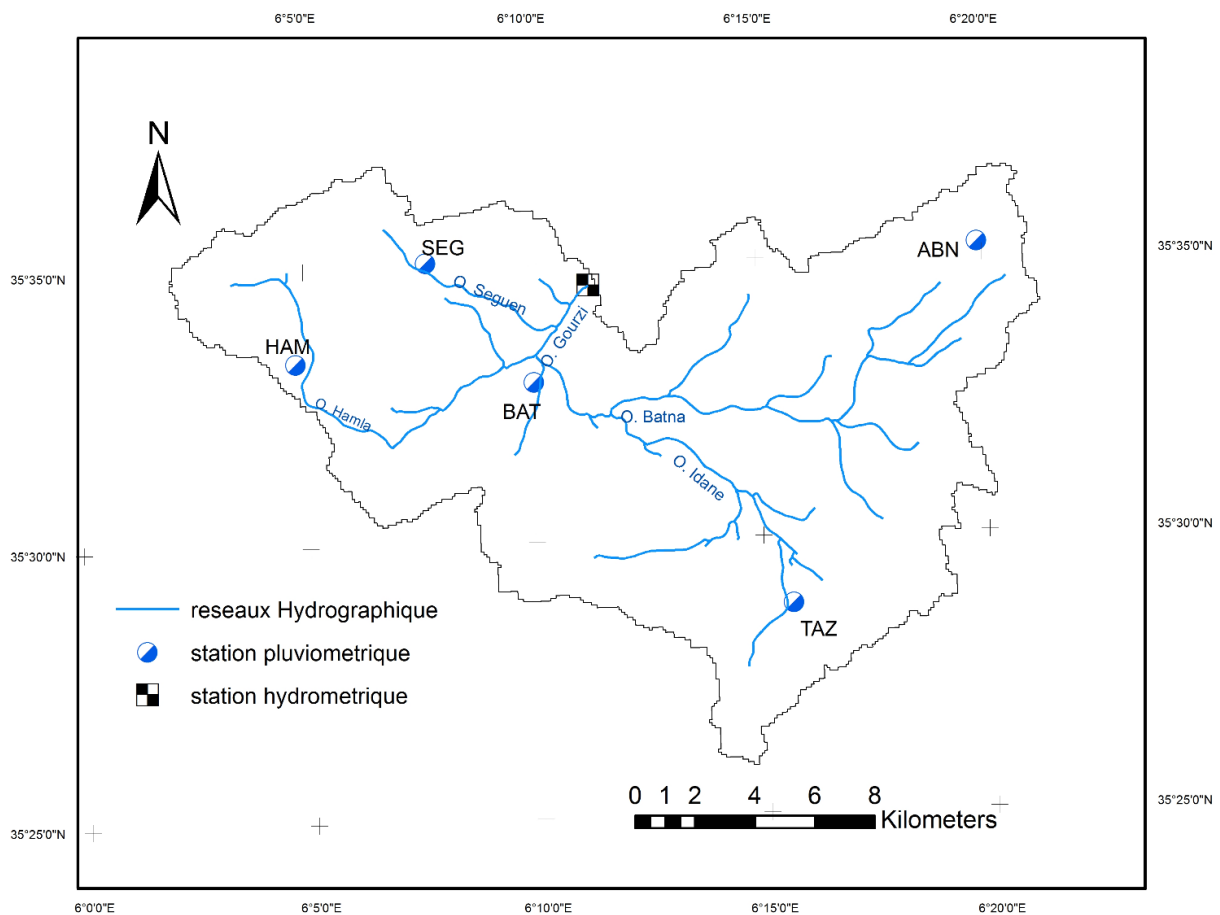 6°5'0"E 6°10'0"E 6°15'0"E 6°20'0"E
N
SEG
ABN
35°35'0"N
35°35'0"N
O. Seguen
O. Gourzi
HAM
BAT
O. Hamla
O. Batna
O. Idane
35°30'0"N
35°30'0"N
reseaux Hydrographique
station pluviometrique
station hydrometrique
TAZ
0 1 2 4 6 8
Kilometers
35°25'0"N
35°25'0"N
6°0'0"E 6°5'0"E 6°10'0"E 6°15'0"E 6°20'0"E